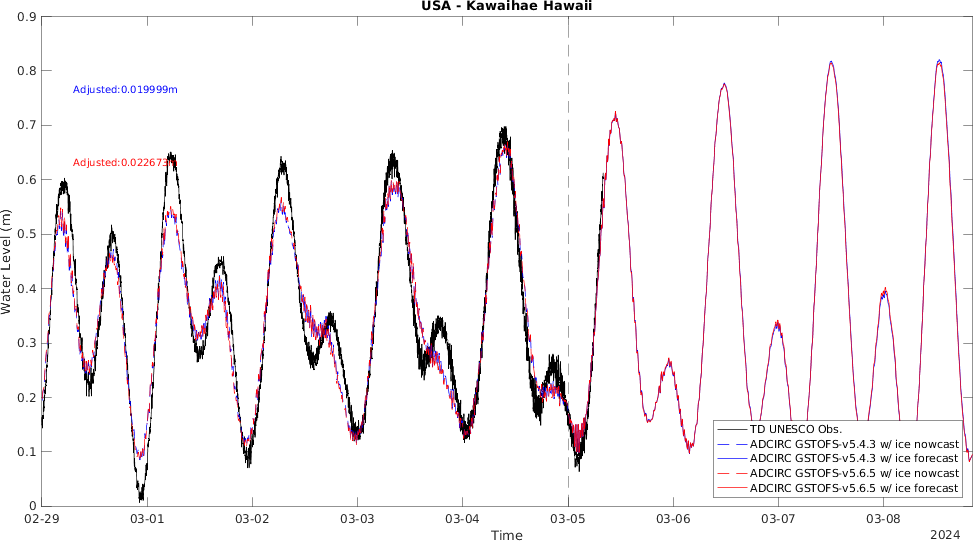 USA - Kawaihae Hawaii
0.9
0.8
0.7
0.6
0.5
0.4
0.3
0.2
0.1
0
Water Level (m)
Adjusted:0.019999m
Adjusted:0.022673m
TD UNESCO Obs.
ADCIRC GSTOFS-v5.4.3 w/ ice nowcast
ADCIRC GSTOFS-v5.4.3 w/ ice forecast
ADCIRC GSTOFS-v5.6.5 w/ ice nowcast
ADCIRC GSTOFS-v5.6.5 w/ ice forecast
02-29 03-01 03-02 03-03 03-04 03-05 03-06 03-07 03-08
Time
2024